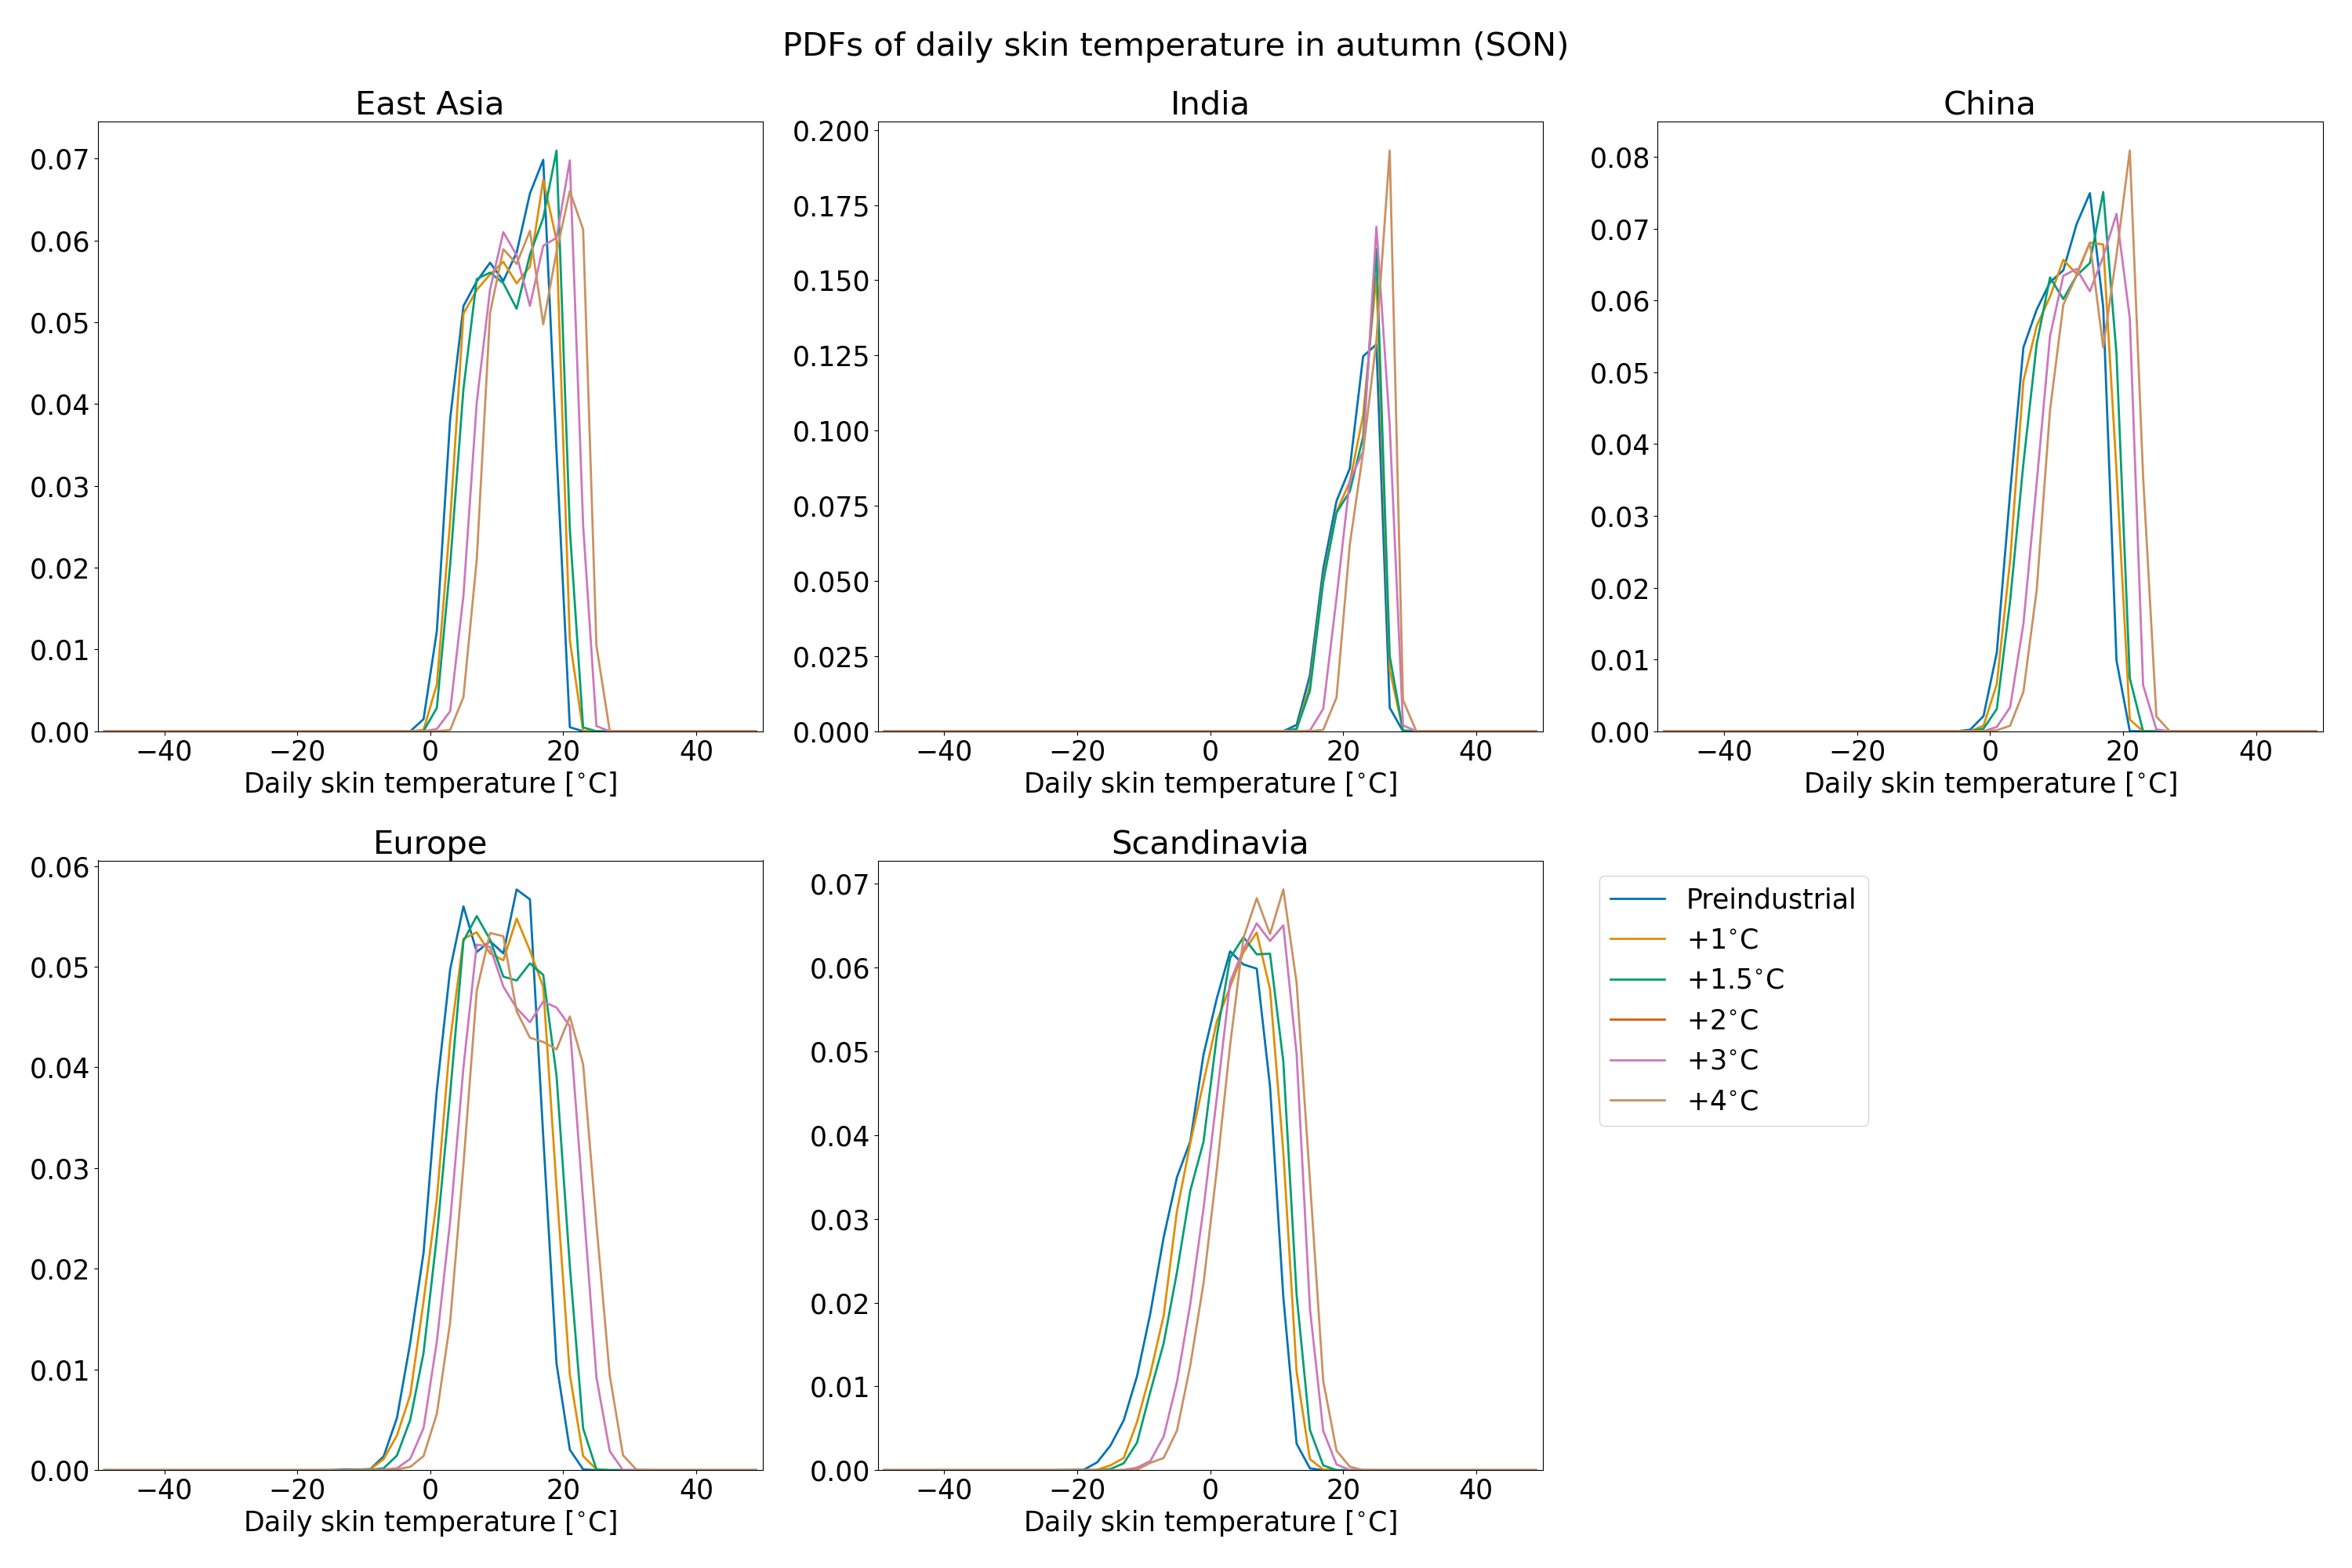 PDFs of daily skin temperature in autumn (SON)
East Asia
0.07
0.06
0.05
0.04
0.03
0.02
0.01
0.00
−40 −20 0 20 40
Daily skin temperature [°C]
India
0.200
0.175
0.150
0.125
0.100
0.075
0.050
0.025
0.000
−40 −20 0 20 40
Daily skin temperature [°C]
China
0.08
0.07
0.06
0.05
0.04
0.03
0.02
0.01
0.00
−40 −20 0 20 40
Daily skin temperature [°C]
Europe
0.06
0.05
0.04
0.03
0.02
0.01
0.00
−40 −20 0 20 40
Daily skin temperature [°C]
Scandinavia
0.07
0.06
0.05
0.04
0.03
0.02
0.01
0.00
−40 −20 0 20 40
Daily skin temperature [°C]
Preindustrial
+1°C
+1.5°C
+2°C
+3°C
+4°C